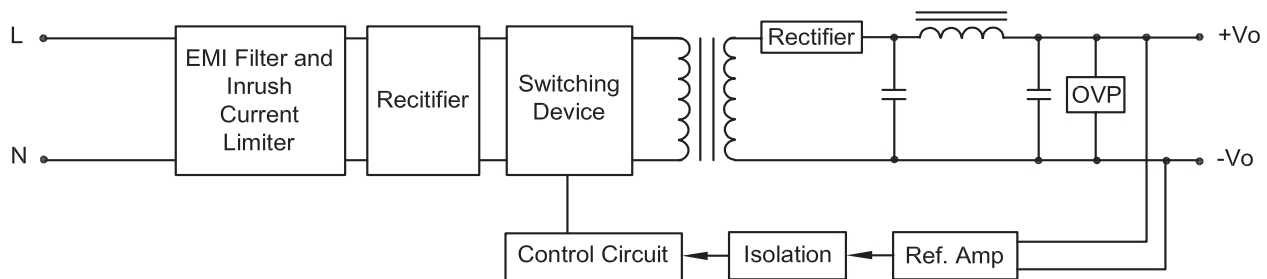 L
N
EMI Filter and
Inrush
Current
Limiter
Recitifier
Switching
Device
Rectifier
OVP
+Vo
-Vo
Control Circuit
Isolation
Ref. Amp